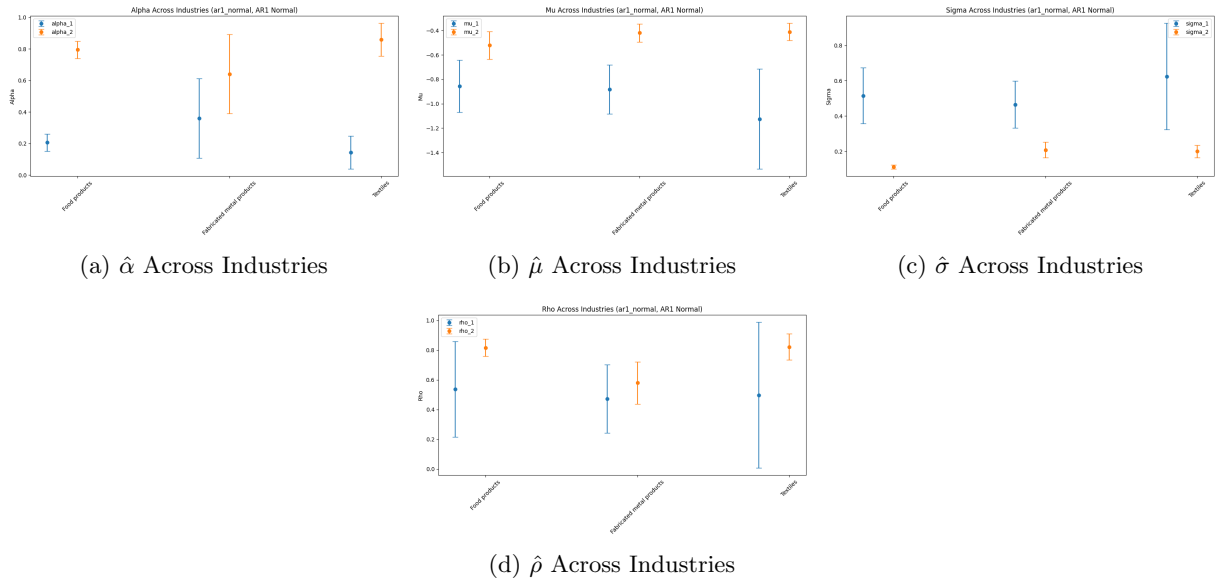 Alpha Across Industries (ar1_normal, AR1 Normal)
alpha_1
alpha_2
1.0
0.8
0.6
0.4
0.2
0.0
Alpha
Food products
Fabricated metal products
Textiles
(a) α̂ Across Industries
Mu Across Industries (ar1_normal, AR1 Normal)
mu_1
mu_2
−0.4
−0.6
−0.8
−1.0
−1.2
−1.4
Mu
Food products
Fabricated metal products
Textiles
(b) μ̂ Across Industries
Sigma Across Industries (ar1_normal, AR1 Normal)
sigma_1
sigma_2
0.8
0.6
0.4
0.2
Sigma
Food products
Fabricated metal products
Textiles
(c) σ̂ Across Industries
Rho Across Industries (ar1_normal, AR1 Normal)
rho_1
rho_2
1.0
0.8
0.6
0.4
0.2
0.0
Rho
Food products
Fabricated metal products
Textiles
(d) ρ̂ Across Industries